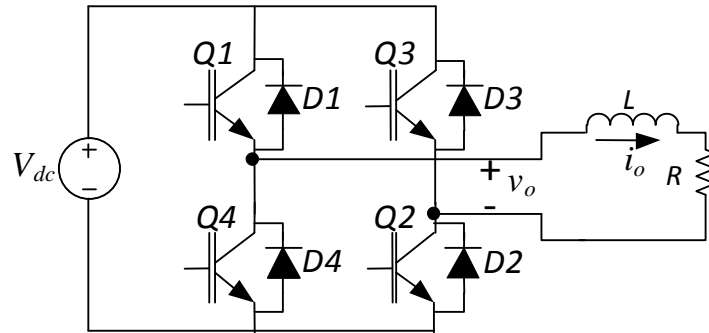 Q1
D1
Q3
D3
L
V_dc
+
−
+
v_o
-
i_o
R
Q4
D4
Q2
D2